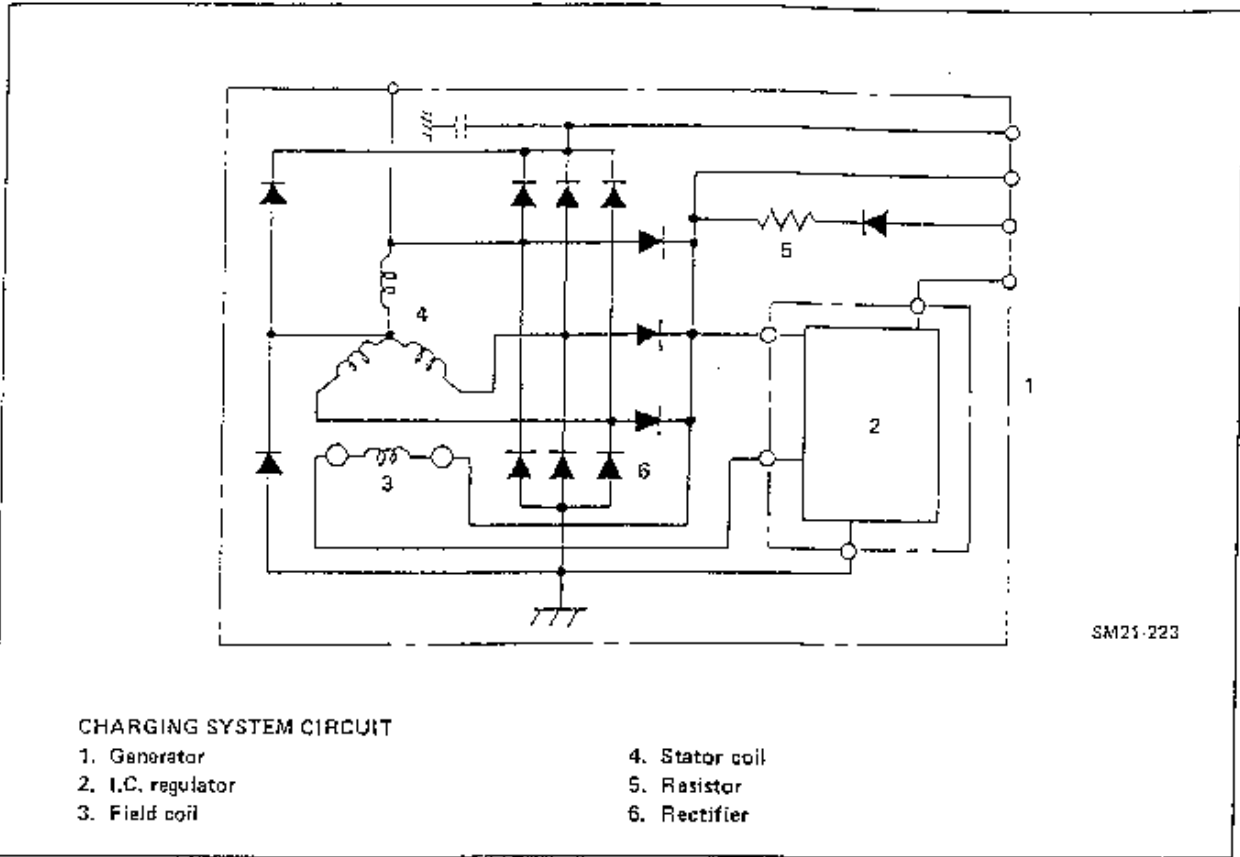 4
5
1
2
3
6
SM21-223
CHARGING SYSTEM CIRCUIT
1. Generator
2. I.C. regulator
3. Field coil
4. Stator coil
5. Resistor
6. Rectifier